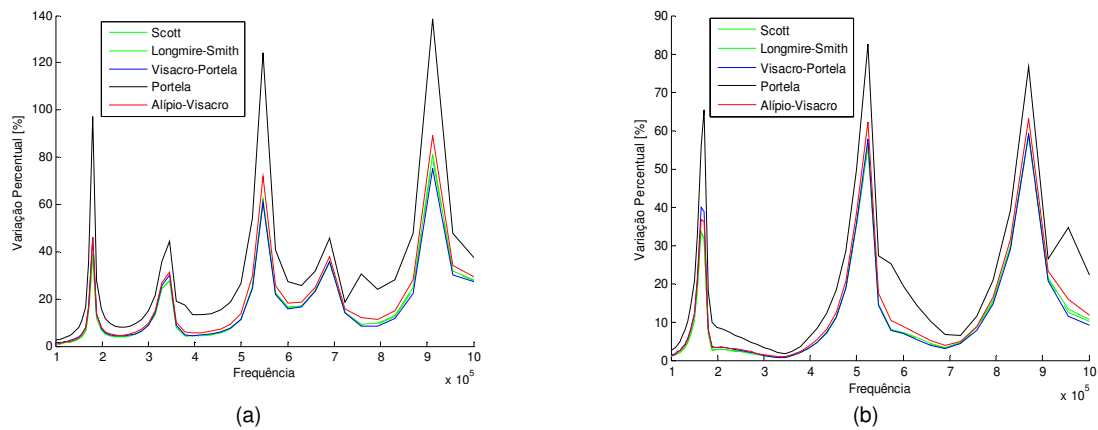 140
120
100
80
60
40
20
0
Variação Percentual [%]
Scott
Longmire-Smith
Visacro-Portela
Portela
Alípio-Visacro
1 2 3 4 5 6 7 8 9 10
Frequência
x 10^5
(a)
90
80
70
60
50
40
30
20
10
0
Variação Percentual [%]
Scott
Longmire-Smith
Visacro-Portela
Portela
Alípio-Visacro
1 2 3 4 5 6 7 8 9 10
Frequência
x 10^5
(b)